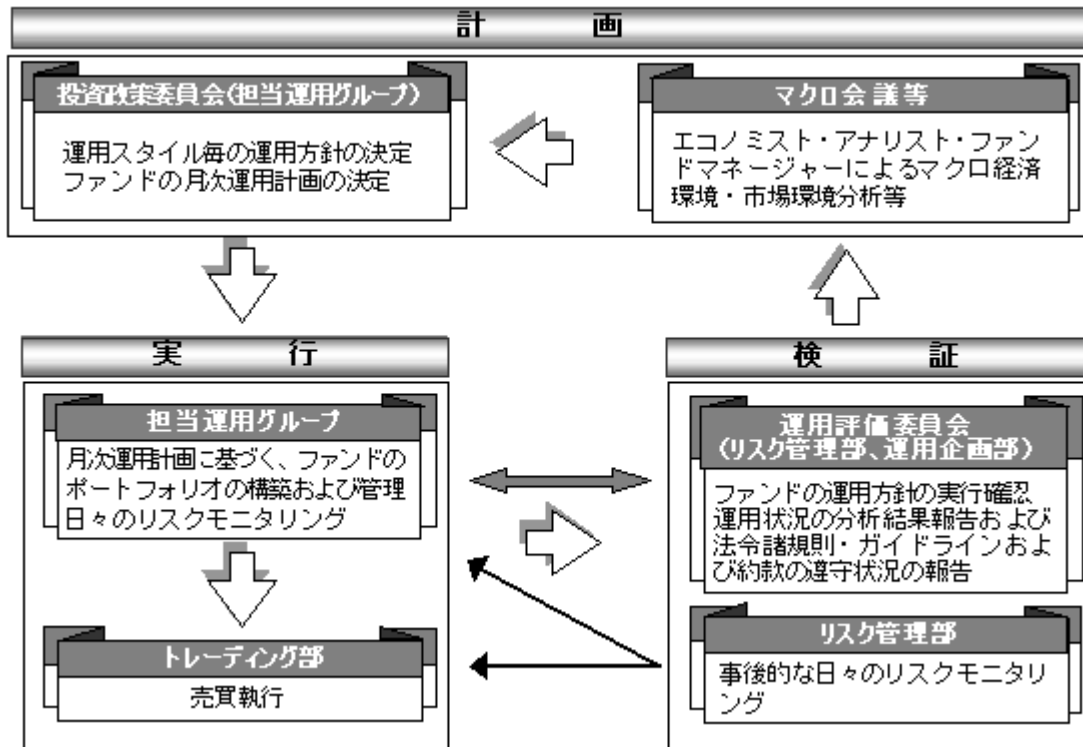 計画
投資政策委員会(担当運用グループ)
運用スタイル毎の運用方針の決定
ファンドの月次運用計画の決定
マクロ会議等
エコノミスト・アナリスト・ファン
ドマネージャーによるマクロ経済
環境・市場環境分析等
実行
担当運用グループ
月次運用計画に基づく、ファンドの
ポートフォリオの構築および管理
日々のリスクモニタリング
トレーディング部
売買執行
検証
運用評価委員会
(リスク管理部、運用企画部)
ファンドの運用方針の実行確認
運用状況の分析結果報告および
法令諸規則・ガイドラインおよ
び約款の遵守状況の報告
リスク管理部
事後的な日々のリスクモニタリ
ング